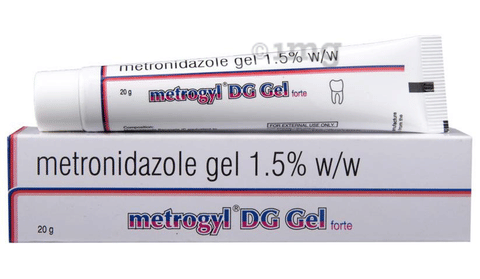 1mg
metronidazole gel 1.5% w/w
20 g
metrogyl® DG Gel forte
FOR EXTERNAL USE ONLY.
metronidazole gel 1.5% w/w
20 g
metrogyl® DG Gel forte